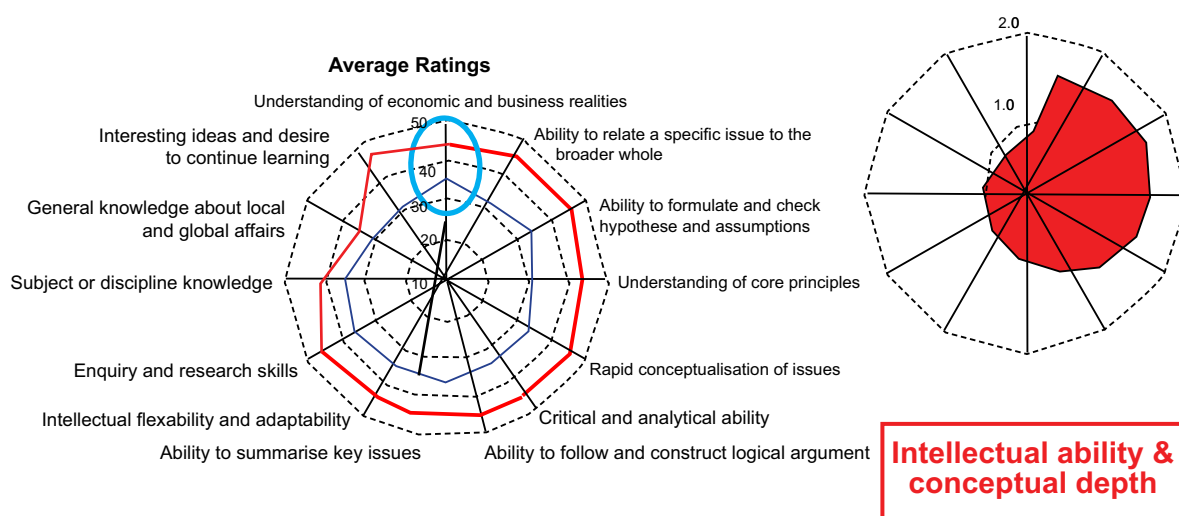 Average Ratings
Understanding of economic and business realities
50
40
30
20
10
Ability to relate a specific issue to the
broader whole
Ability to formulate and check
hypothese and assumptions
Understanding of core principles
Rapid conceptualisation of issues
Critical and analytical ability
Ability to follow and construct logical argument
Ability to summarise key issues
Intellectual flexability and adaptability
Enquiry and research skills
Subject or discipline knowledge
General knowledge about local
and global affairs
Interesting ideas and desire
to continue learning
2.0
1.0
Intellectual ability &
conceptual depth